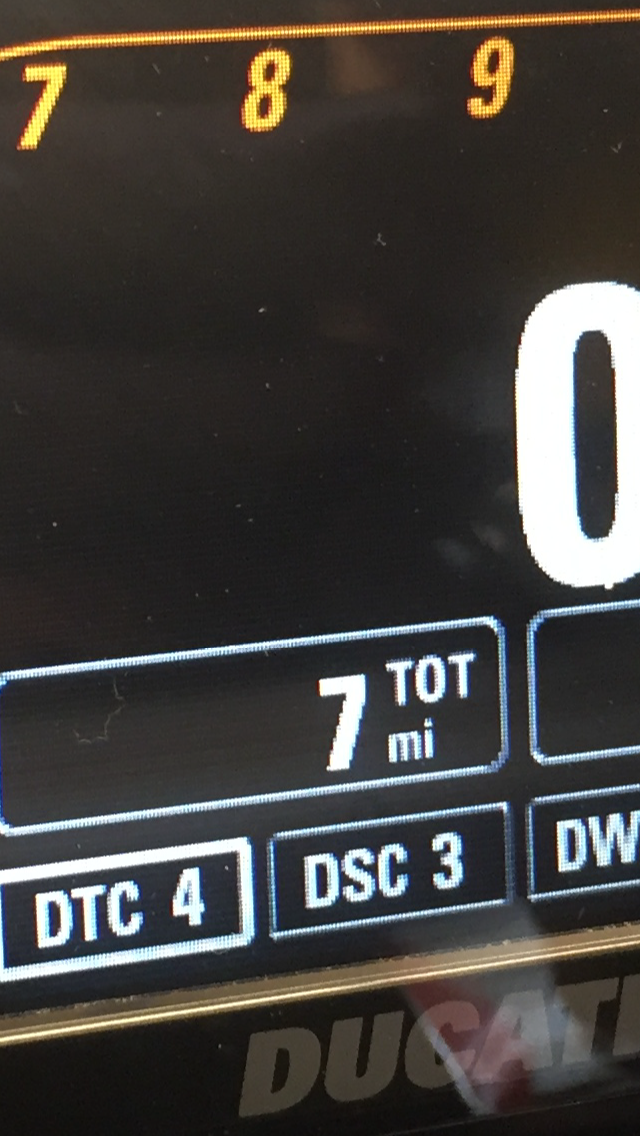 7 8 9
0
7 TOT
mi
DTC 4 DSC 3 DW
DUCATI